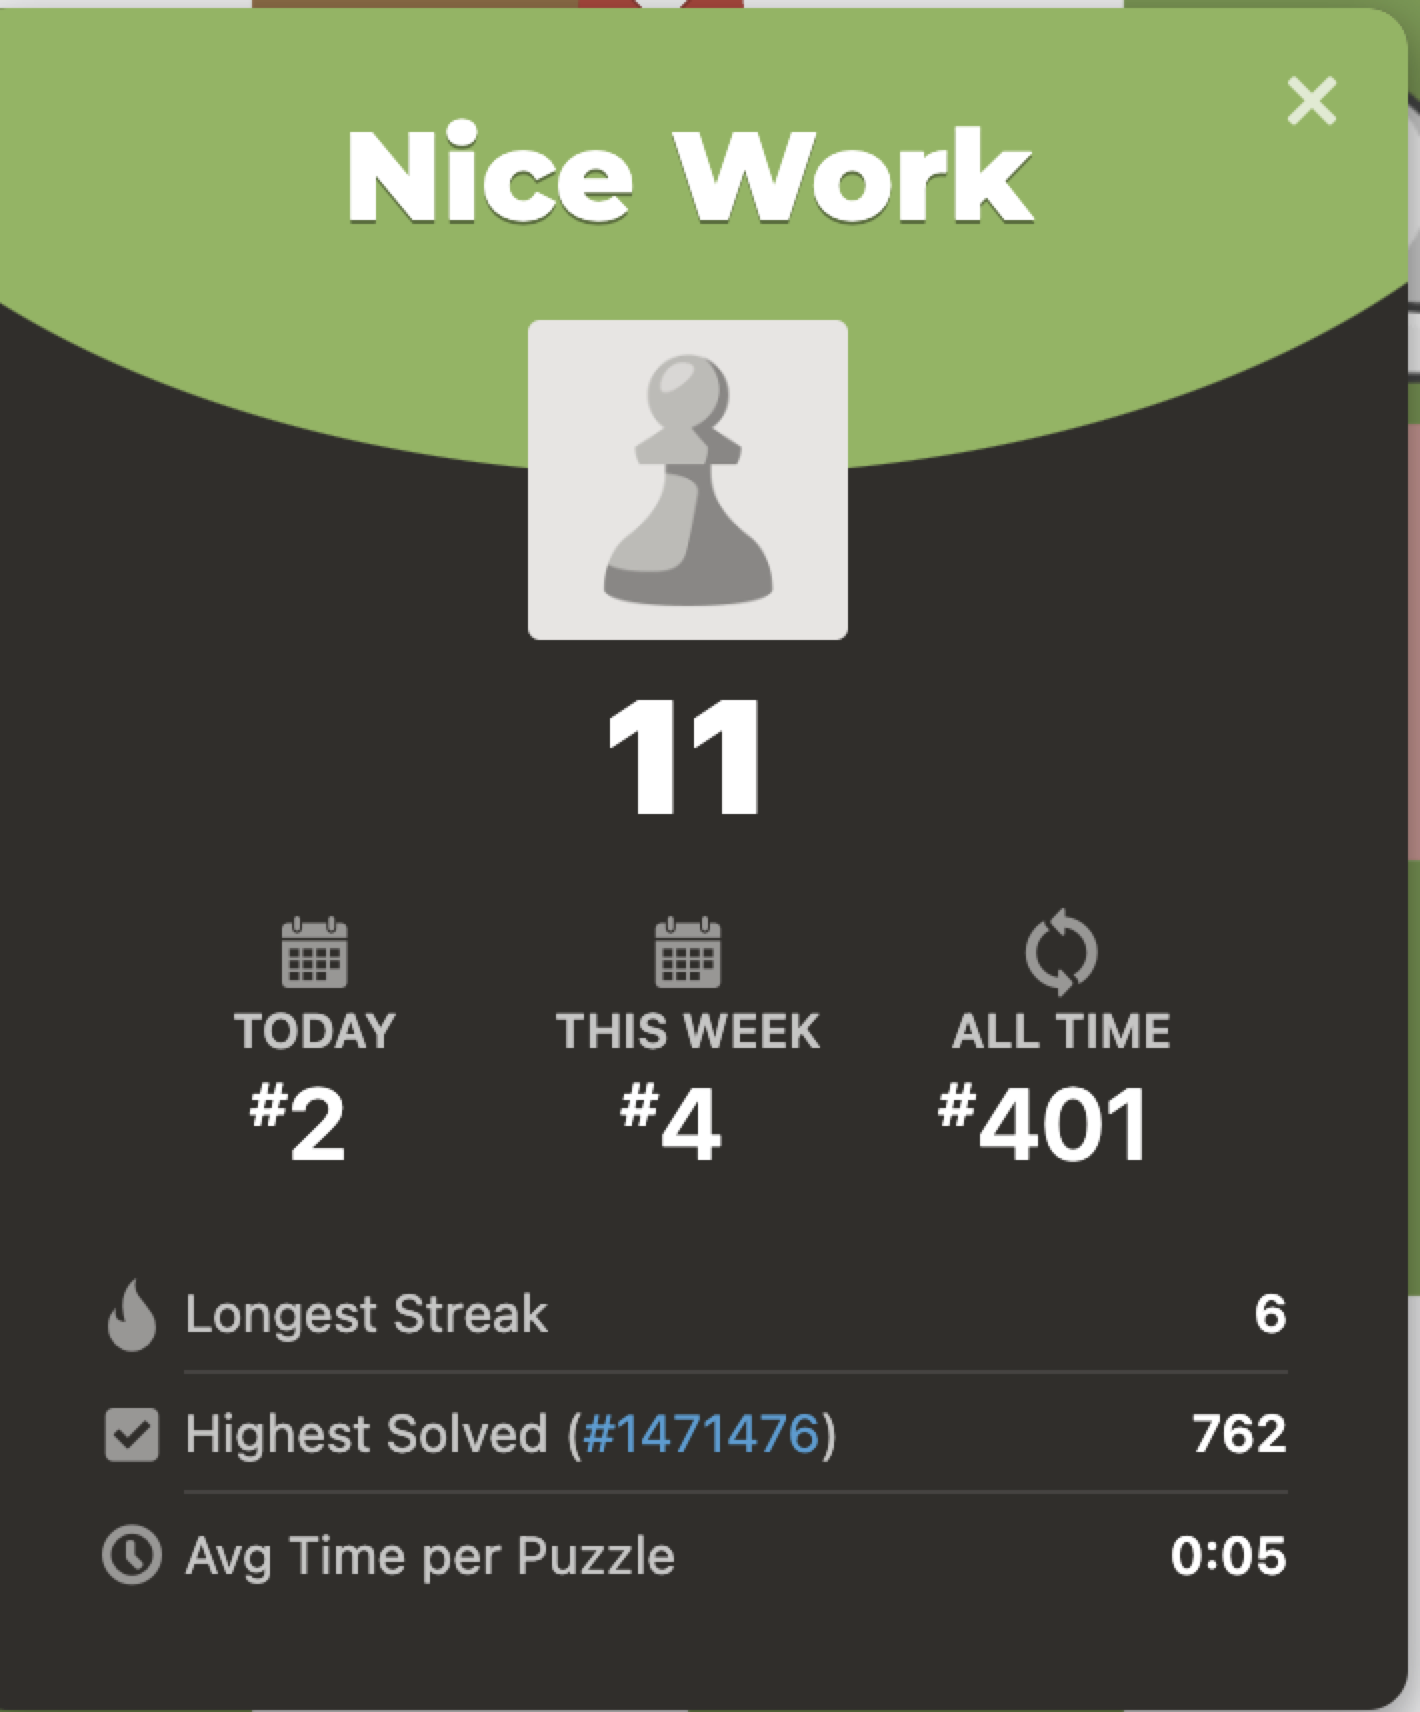 Nice Work
11
TODAY
THIS WEEK
ALL TIME
#2
#4
#401
Longest Streak 6
Highest Solved (#1471476) 762
Avg Time per Puzzle 0:05